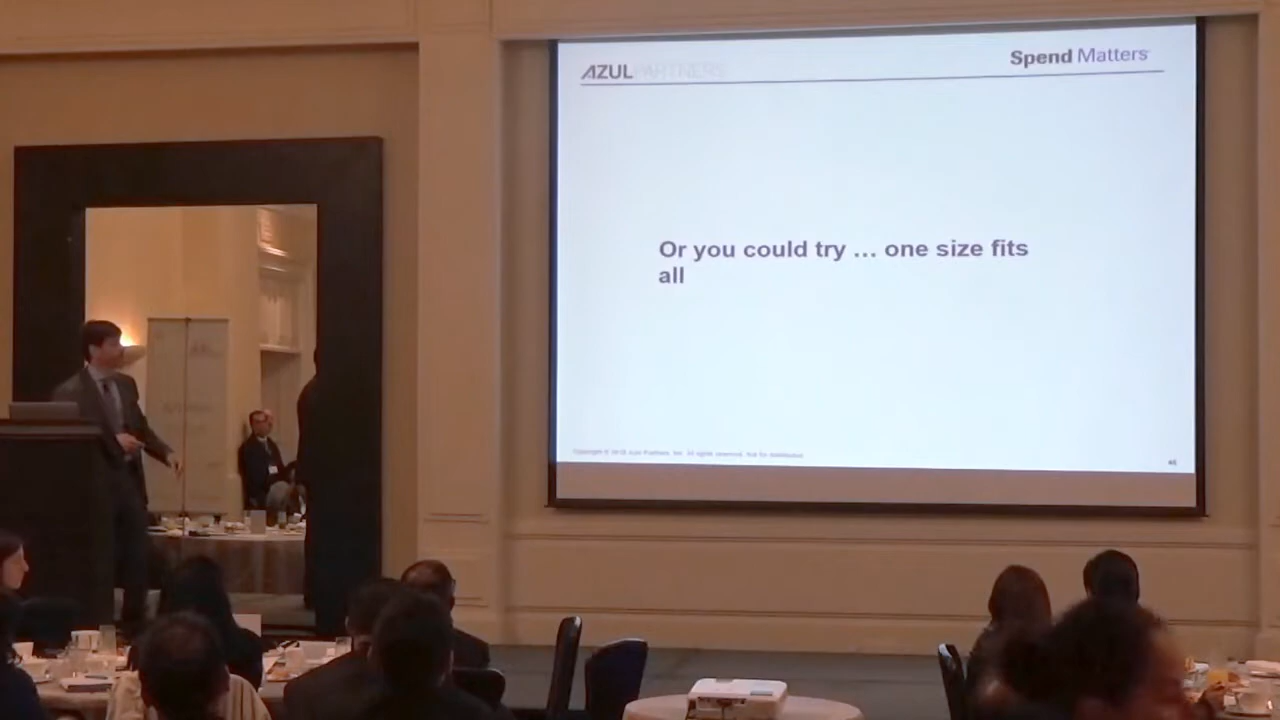 AZUL PARTNERS
Spend Matters
Or you could try ... one size fits
all